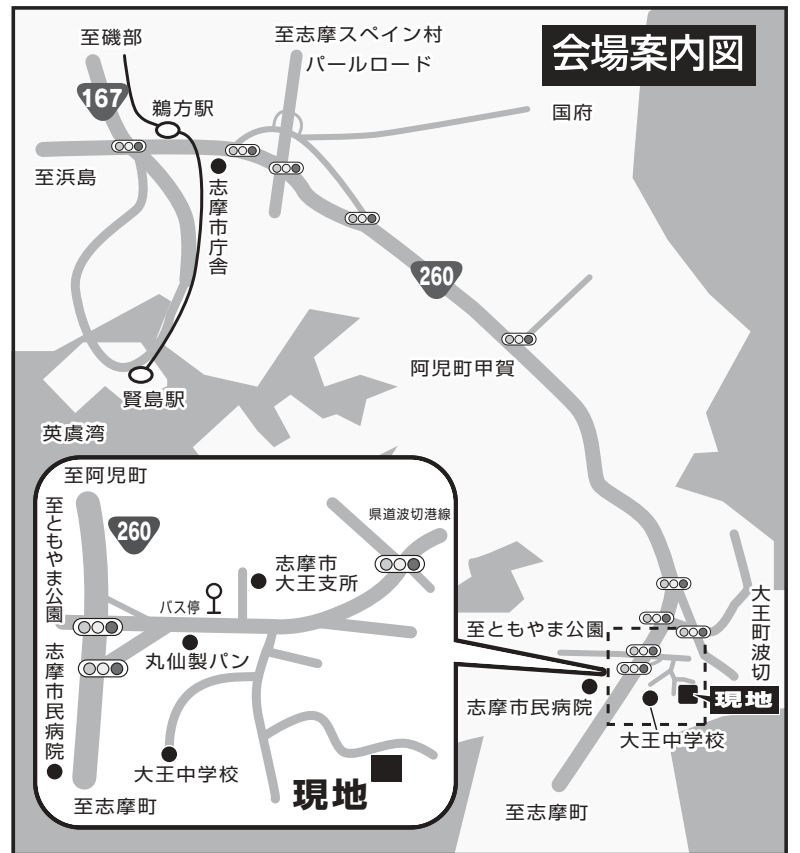 会場案内図
至磯部
至志摩スペイン村
パールロード
167
鵜方駅
国府
至浜島
志摩市庁舎
260
阿児町甲賀
賢島駅
英虞湾
至阿児町
至ともやま公園
260
県道波切港線
志摩市
大王支所
バス停
丸仙製パン
志摩市民病院
大王中学校
現地
至志摩町
至ともやま公園
大王町波切
志摩市民病院
現地
大王中学校
至志摩町